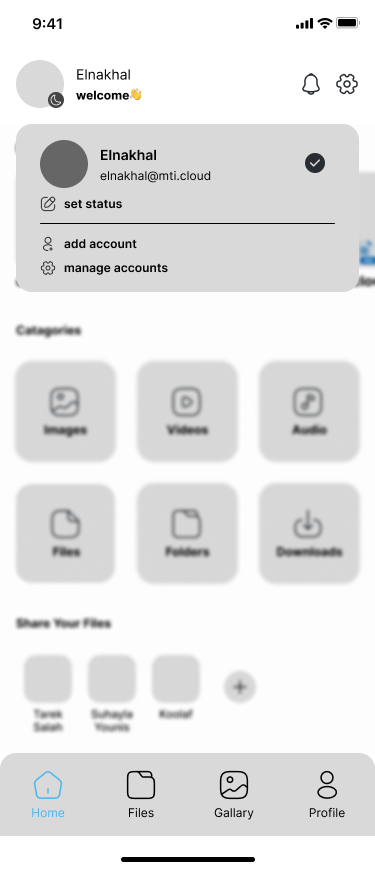 9:41
Elnakhal
welcome👋
Elnakhal
elnakhal@mti.cloud
set status
add account
manage accounts
Catagories
Images Videos Audio
Files Folders Downloads
Share Your Files
Tarek Salah
Suhayla Younis
Koolaf
Home Files Gallary Profile